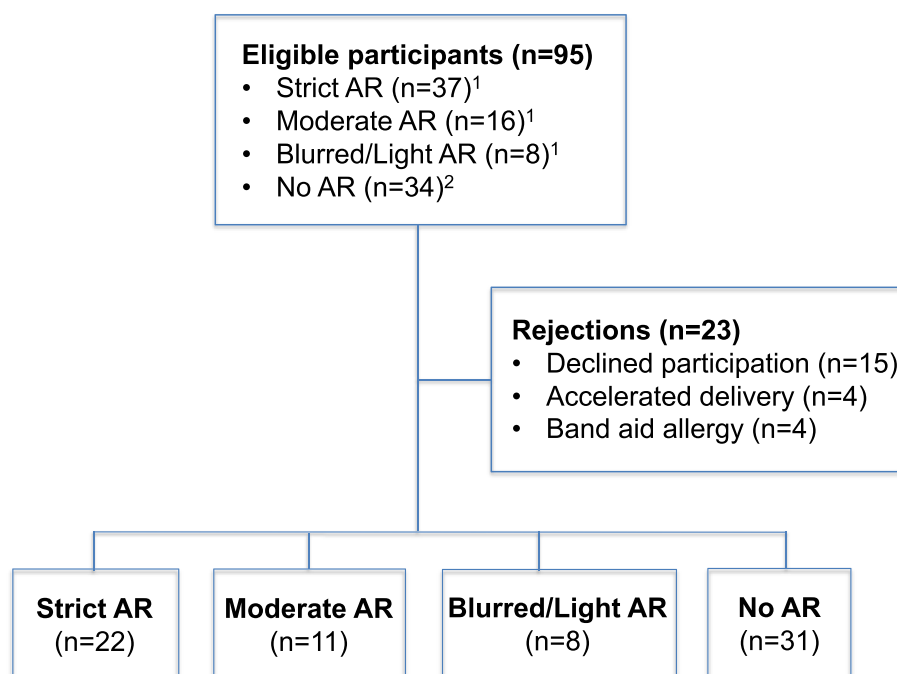 Eligible participants (n=95)
• Strict AR (n=37)¹
• Moderate AR (n=16)¹
• Blurred/Light AR (n=8)¹
• No AR (n=34)²
Rejections (n=23)
• Declined participation (n=15)
• Accelerated delivery (n=4)
• Band aid allergy (n=4)
Strict AR
(n=22)
Moderate AR
(n=11)
Blurred/Light AR
(n=8)
No AR
(n=31)